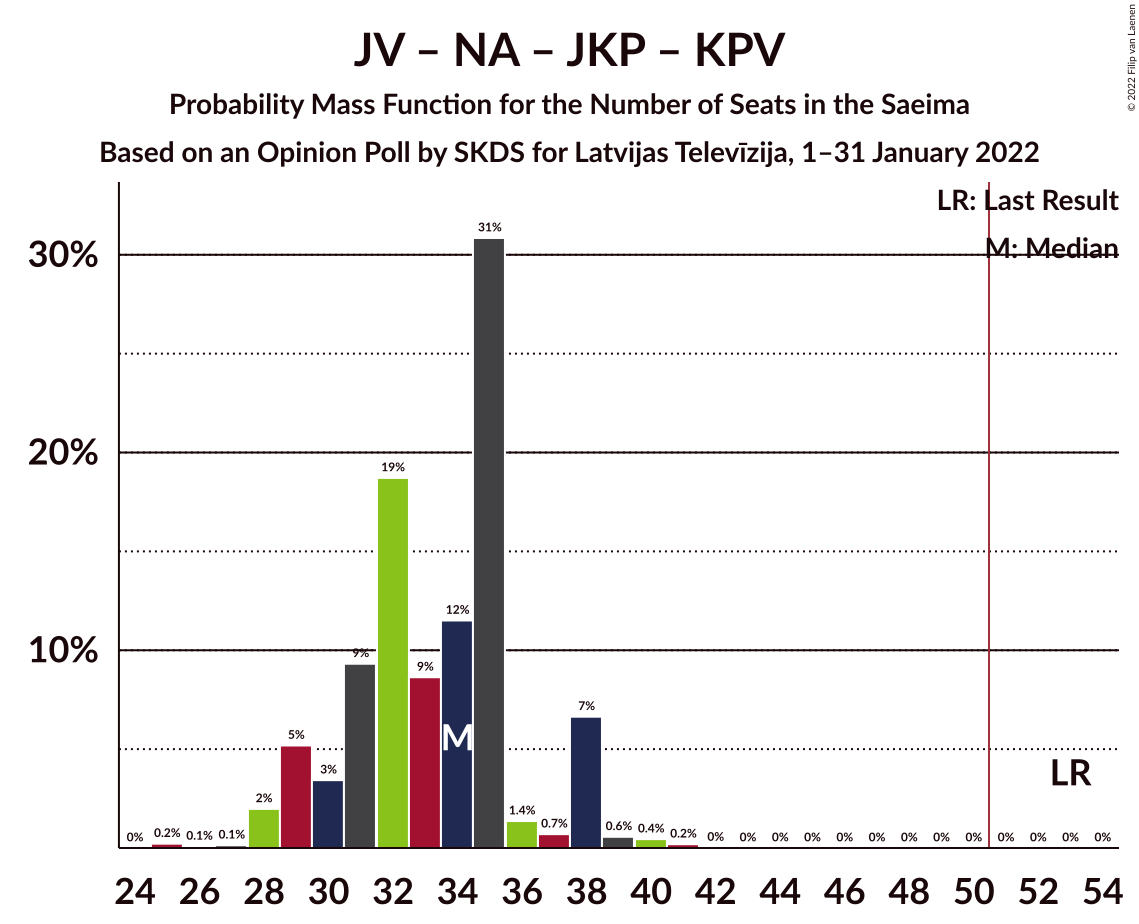 JV – NA – JKP – KPV
Probability Mass Function for the Number of Seats in the Saeima
Based on an Opinion Poll by SKDS for Latvijas Televīzija, 1–31 January 2022
© 2022 Filip van Laenen
LR: Last Result
M: Median
30%
20%
10%
0% 0.2% 0.1% 0.1% 2% 5% 3% 9% 19% 9% 12% 31% 1.4% 0.7% 7% 0.6% 0.4% 0.2% 0% 0% 0% 0% 0% 0% 0% 0% 0% 0% 0% 0% 0%
M
LR
24 26 28 30 32 34 36 38 40 42 44 46 48 50 52 54